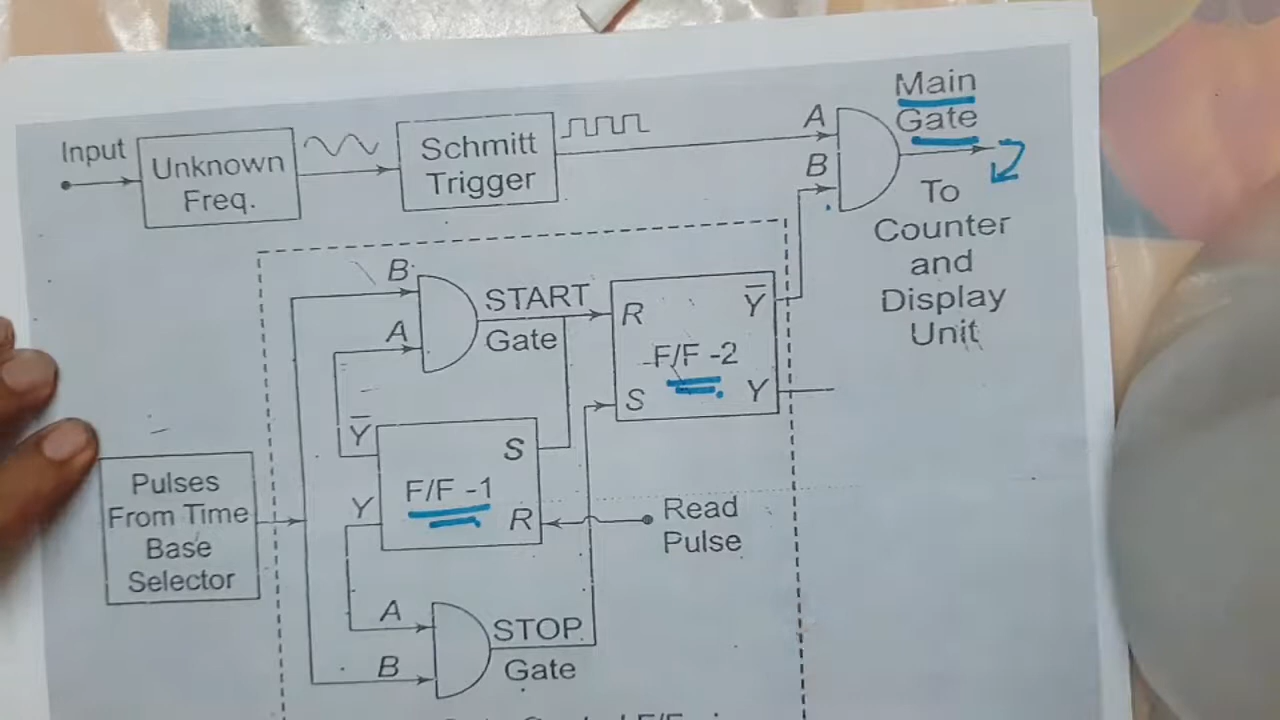 Input
Unknown
Freq.
Schmitt
Trigger
A
B
Main
Gate
To
Counter
and
Display
Unit
B
A
START
Gate
R
S
F/F -2
Y̅
Y
Y̅
Y
F/F -1
S
R
Read
Pulse
Pulses
From Time
Base
Selector
A
B
STOP
Gate